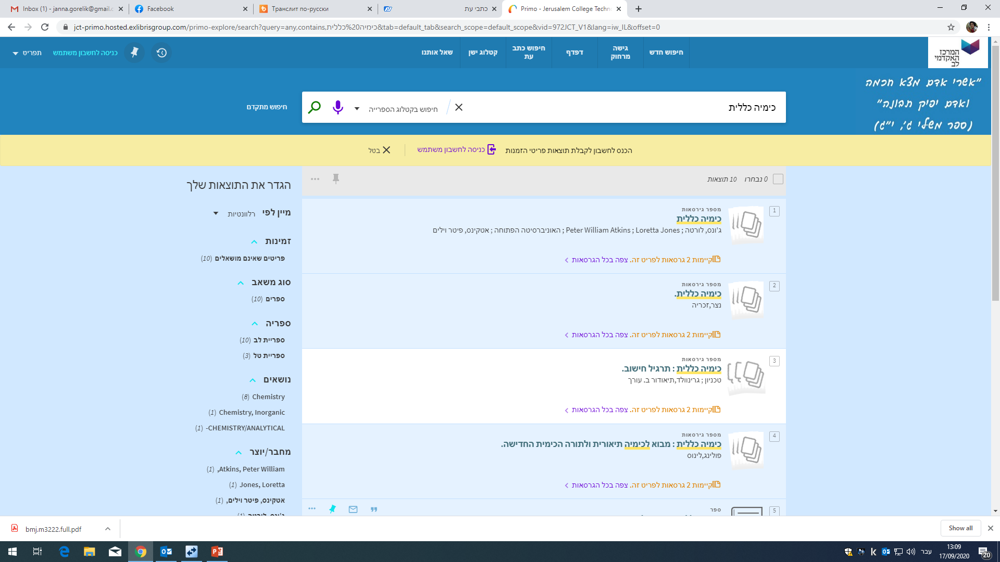 Inbox (1) - janna.gorelik@gmail.c
Facebook
Транслит по-русски
כתבי עת
Primo - Jerusalem College Techn
jct-primo.hosted.exlibrisgroup.com/primo-explore/search?query=any,contains,כימיה%20כללית&tab=default_tab&search_scope=default_scope&vid=972JCT_V1&lang=iw_IL&offset=0
המרכז
האקדמי
לב
חיפוש חדש
גישה
מרחוק
דפדף
חיפוש כתב
עת
קטלוג ישן
שאל אותנו
כניסה לחשבון משתמש
תפריט
"אשרי אדם מצא חכמה
ואדם יפיק תבונה"
(ספר משלי ג', י"ג)
כימיה כללית
חיפוש בקטלוג הספרייה
חיפוש מתקדם
הכנס לחשבון לקבלת תוצאות פריטי הזמנות
כניסה לחשבון משתמש
בטל
0 נבחרו
10 תוצאות
1
מספר גירסאות
כימיה כללית
ג'ונס, לורטה ; Peter William Atkins ; Loretta Jones ; האוניברסיטה הפתוחה ; אטקינס, פיטר וילים
קיימות 2 גרסאות לפריט זה. צפה בכל הגרסאות
2
מספר גירסאות
כימיה כללית.
נצר,זכריה
קיימות 2 גרסאות לפריט זה. צפה בכל הגרסאות
3
מספר גירסאות
כימיה כללית : תרגיל חישוב.
טכניון ; גרינוולד,תיאודור ב. עורך
קיימות 2 גרסאות לפריט זה. צפה בכל הגרסאות
4
מספר גירסאות
כימיה כללית : מבוא לכימיה תיאורית ולתורה הכימית החדישה.
פולינג,לינוס
קיימות 2 גרסאות לפריט זה. צפה בכל הגרסאות
5
ספר
הגדר את התוצאות שלך
מיין לפי רלוונטיות
זמינות
פריטים שאינם מושאלים (10)
סוג משאב
ספרים (10)
ספריה
ספריית לב (10)
ספריית טל (3)
נושאים
Chemistry (8)
Chemistry, Inorganic (1)
CHEMISTRY/ANALYTICAL- (1)
מחבר/יוצר
Atkins, Peter William, (1)
Jones, Loretta (1)
אטקינס, פיטר וילים, (1)
ג'ונס, לורטה (1)
bmj.m3222.full.pdf
Show all
עבר
13:09
17/09/2020
20